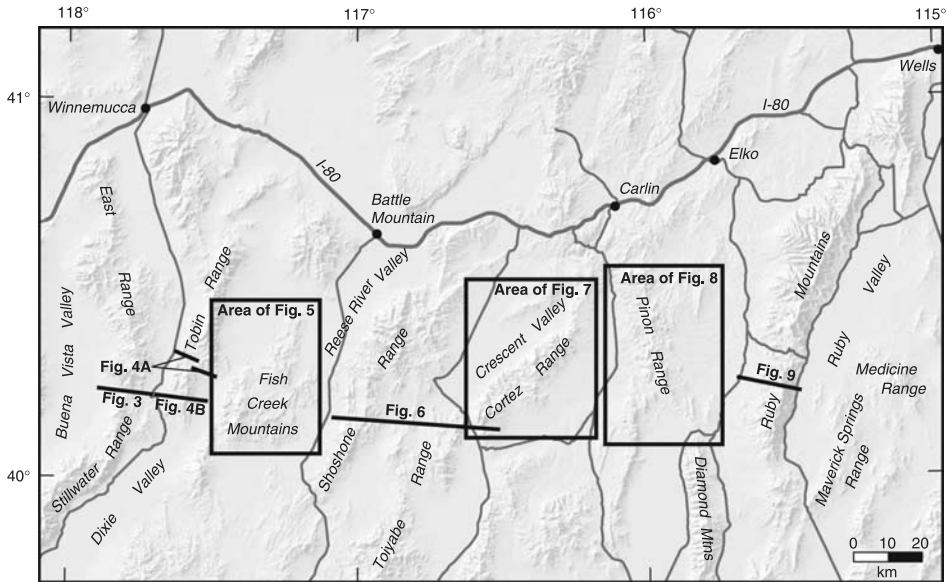 118°
117°
116°
115°
Wells
41°
Winnemucca
I-80
I-80
Elko
Carlin
Battle
Mountain
East
Range
Buena Vista Valley
Tobin Range
Reese River Valley
Area of Fig. 5
Area of Fig. 7
Area of Fig. 8
Fish
Creek
Mountains
Range
Crescent Valley
Cortez Range
Pinon
Range
Mountains
Ruby
Valley
Ruby
Medicine
Range
Maverick Springs
Range
Fig. 4A
Fig. 3
Fig. 4B
Fig. 6
Fig. 9
40°
Stillwater Range
Dixie Valley
Shoshone
Toiyabe
Range
Diamond Mtns
0 10 20
km